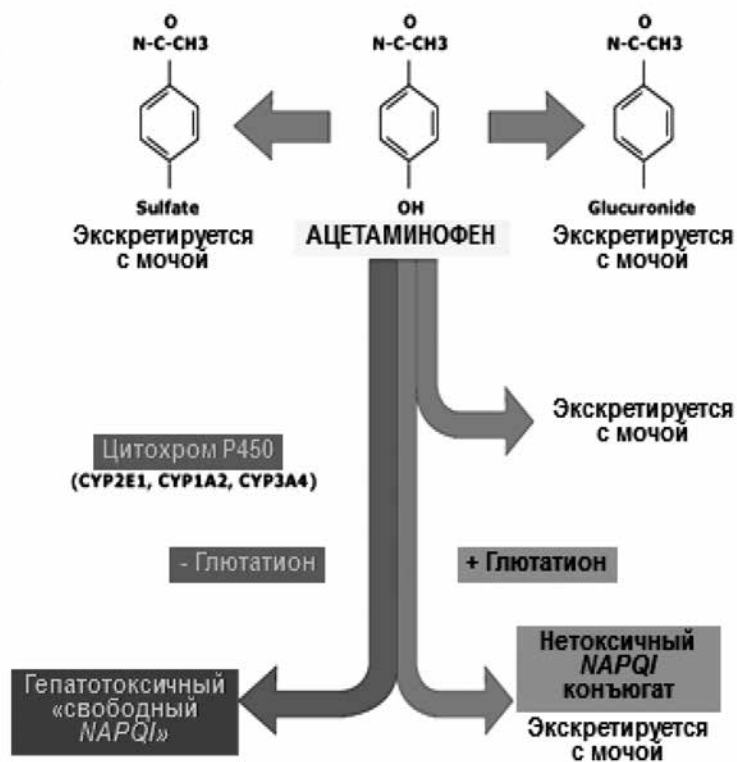 O
N-C-CH3
O
N-C-CH3
O
N-C-CH3
Sulfate
Экскретируется
с мочой
OH
АЦЕТАМИНОФЕН
Glucuronide
Экскретируется
с мочой
Экскретируется
с мочой
Цитохром P450
(CYP2E1, CYP1A2, CYP3A4)
- Глютатион
+ Глютатион
Гепатотоксичный
«свободный
NAPQI»
Нетоксичный
NAPQI
конъюгат
Экскретируется
с мочой